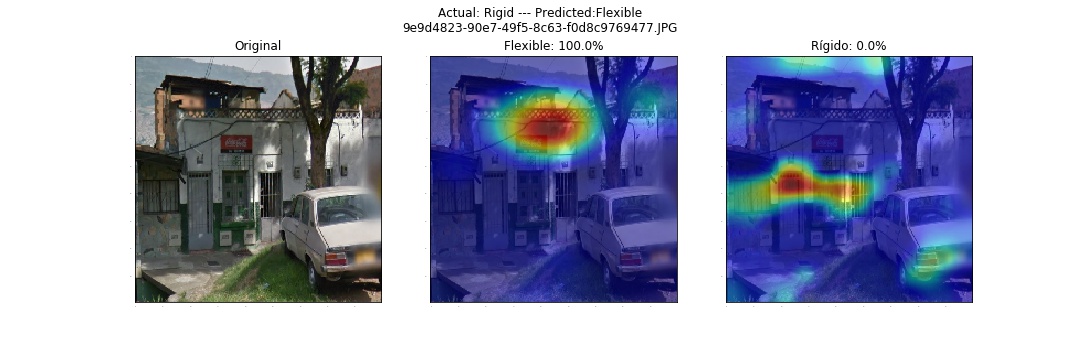 Actual: Rigid --- Predicted:Flexible
9e9d4823-90e7-49f5-8c63-f0d8c9769477.JPG
Original
Flexible: 100.0%
Rígido: 0.0%